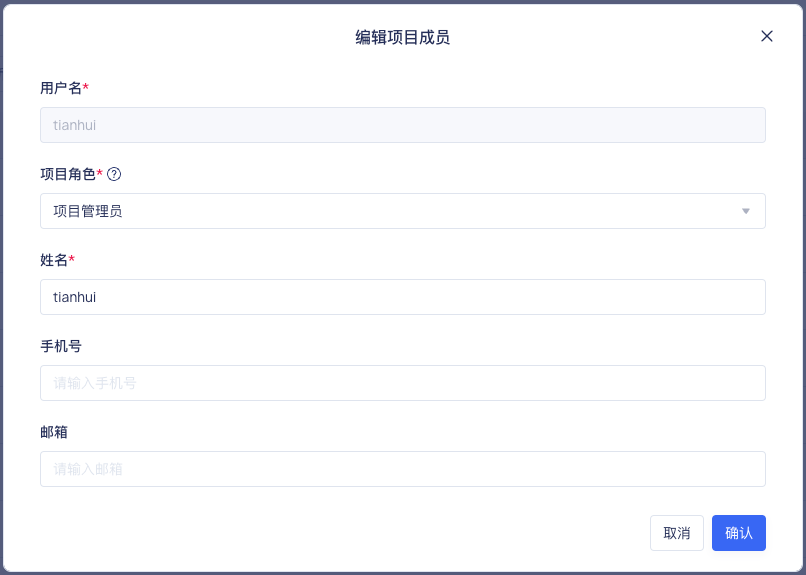 编辑项目成员
用户名*
tianhui
项目角色*
项目管理员
姓名*
tianhui
手机号
请输入手机号
邮箱
请输入邮箱
取消 确认